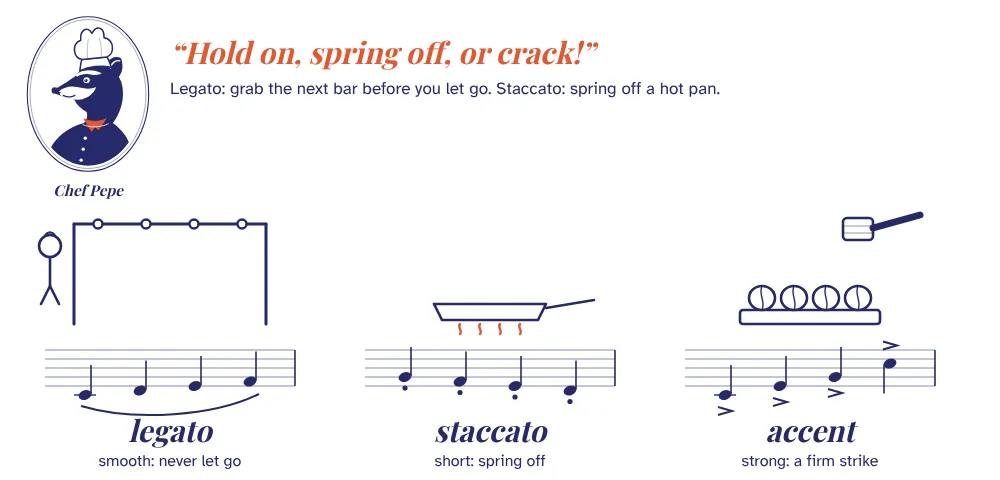 “Hold on, spring off, or crack!”
Legato: grab the next bar before you let go. Staccato: spring off a hot pan.
Chef Pepe
legato
smooth: never let go
staccato
short: spring off
accent
strong: a firm strike